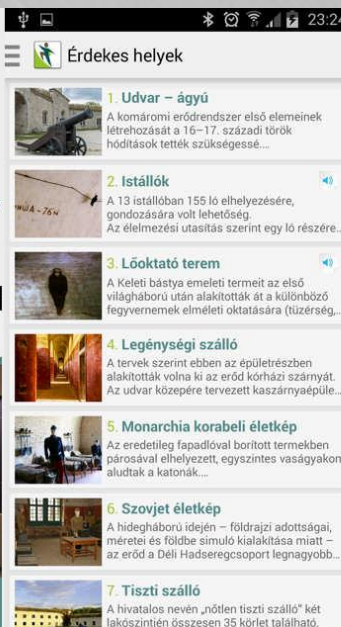 23:24
Érdekes helyek
1. Udvar – ágyú
A komáromi erődrendszer első elemeinek
létrehozását a 16–17. századi török
hódítások tették szükségessé....
2. Istállók
A 13 istállóban 155 ló elhelyezésére,
gondozására volt lehetőség.
Az élelmezési utasítás szerint egy ló részére...
3. Lőoktató terem
A Keleti bástya emeleti termeit az első
világháború után alakították át a különböző
fegyvernemek elméleti oktatására (tüzérség,...
4. Legénységi szálló
A tervek szerint ebben az épületrészben
alakították volna ki az erőd kórházi szárnyát.
Az udvar közepére tervezett kaszárnyaépüle...
5. Monarchia korabeli életkép
Az eredetileg fapadlóval borított termekben
párosával elhelyezett, egyszintes vaságyakon
aludtak a katonák....
6. Szovjet életkép
A hidegháború idején – földrajzi adottságai,
méretei és földbe simuló kialakítása miatt –
az erőd a Déli Hadseregcsoport legnagyobb...
7. Tiszti szálló
A hivatalos nevén „nőtlen tiszti szálló” két
lakószintjén összesen 35 körlet található.